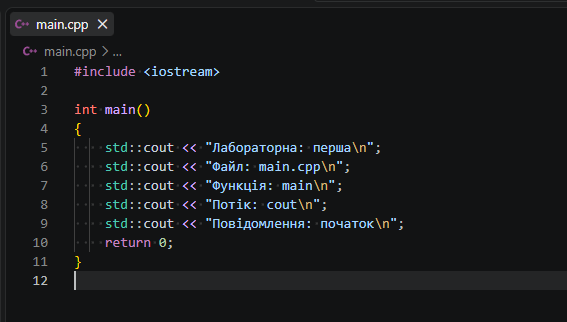 main.cpp
main.cpp > ...
1 #include <iostream>
2
3 int main()
4 {
5     std::cout << "Лабораторна: перша\n";
6     std::cout << "Файл: main.cpp\n";
7     std::cout << "Функція: main\n";
8     std::cout << "Потік: cout\n";
9     std::cout << "Повідомлення: початок\n";
10     return 0;
11 }
12